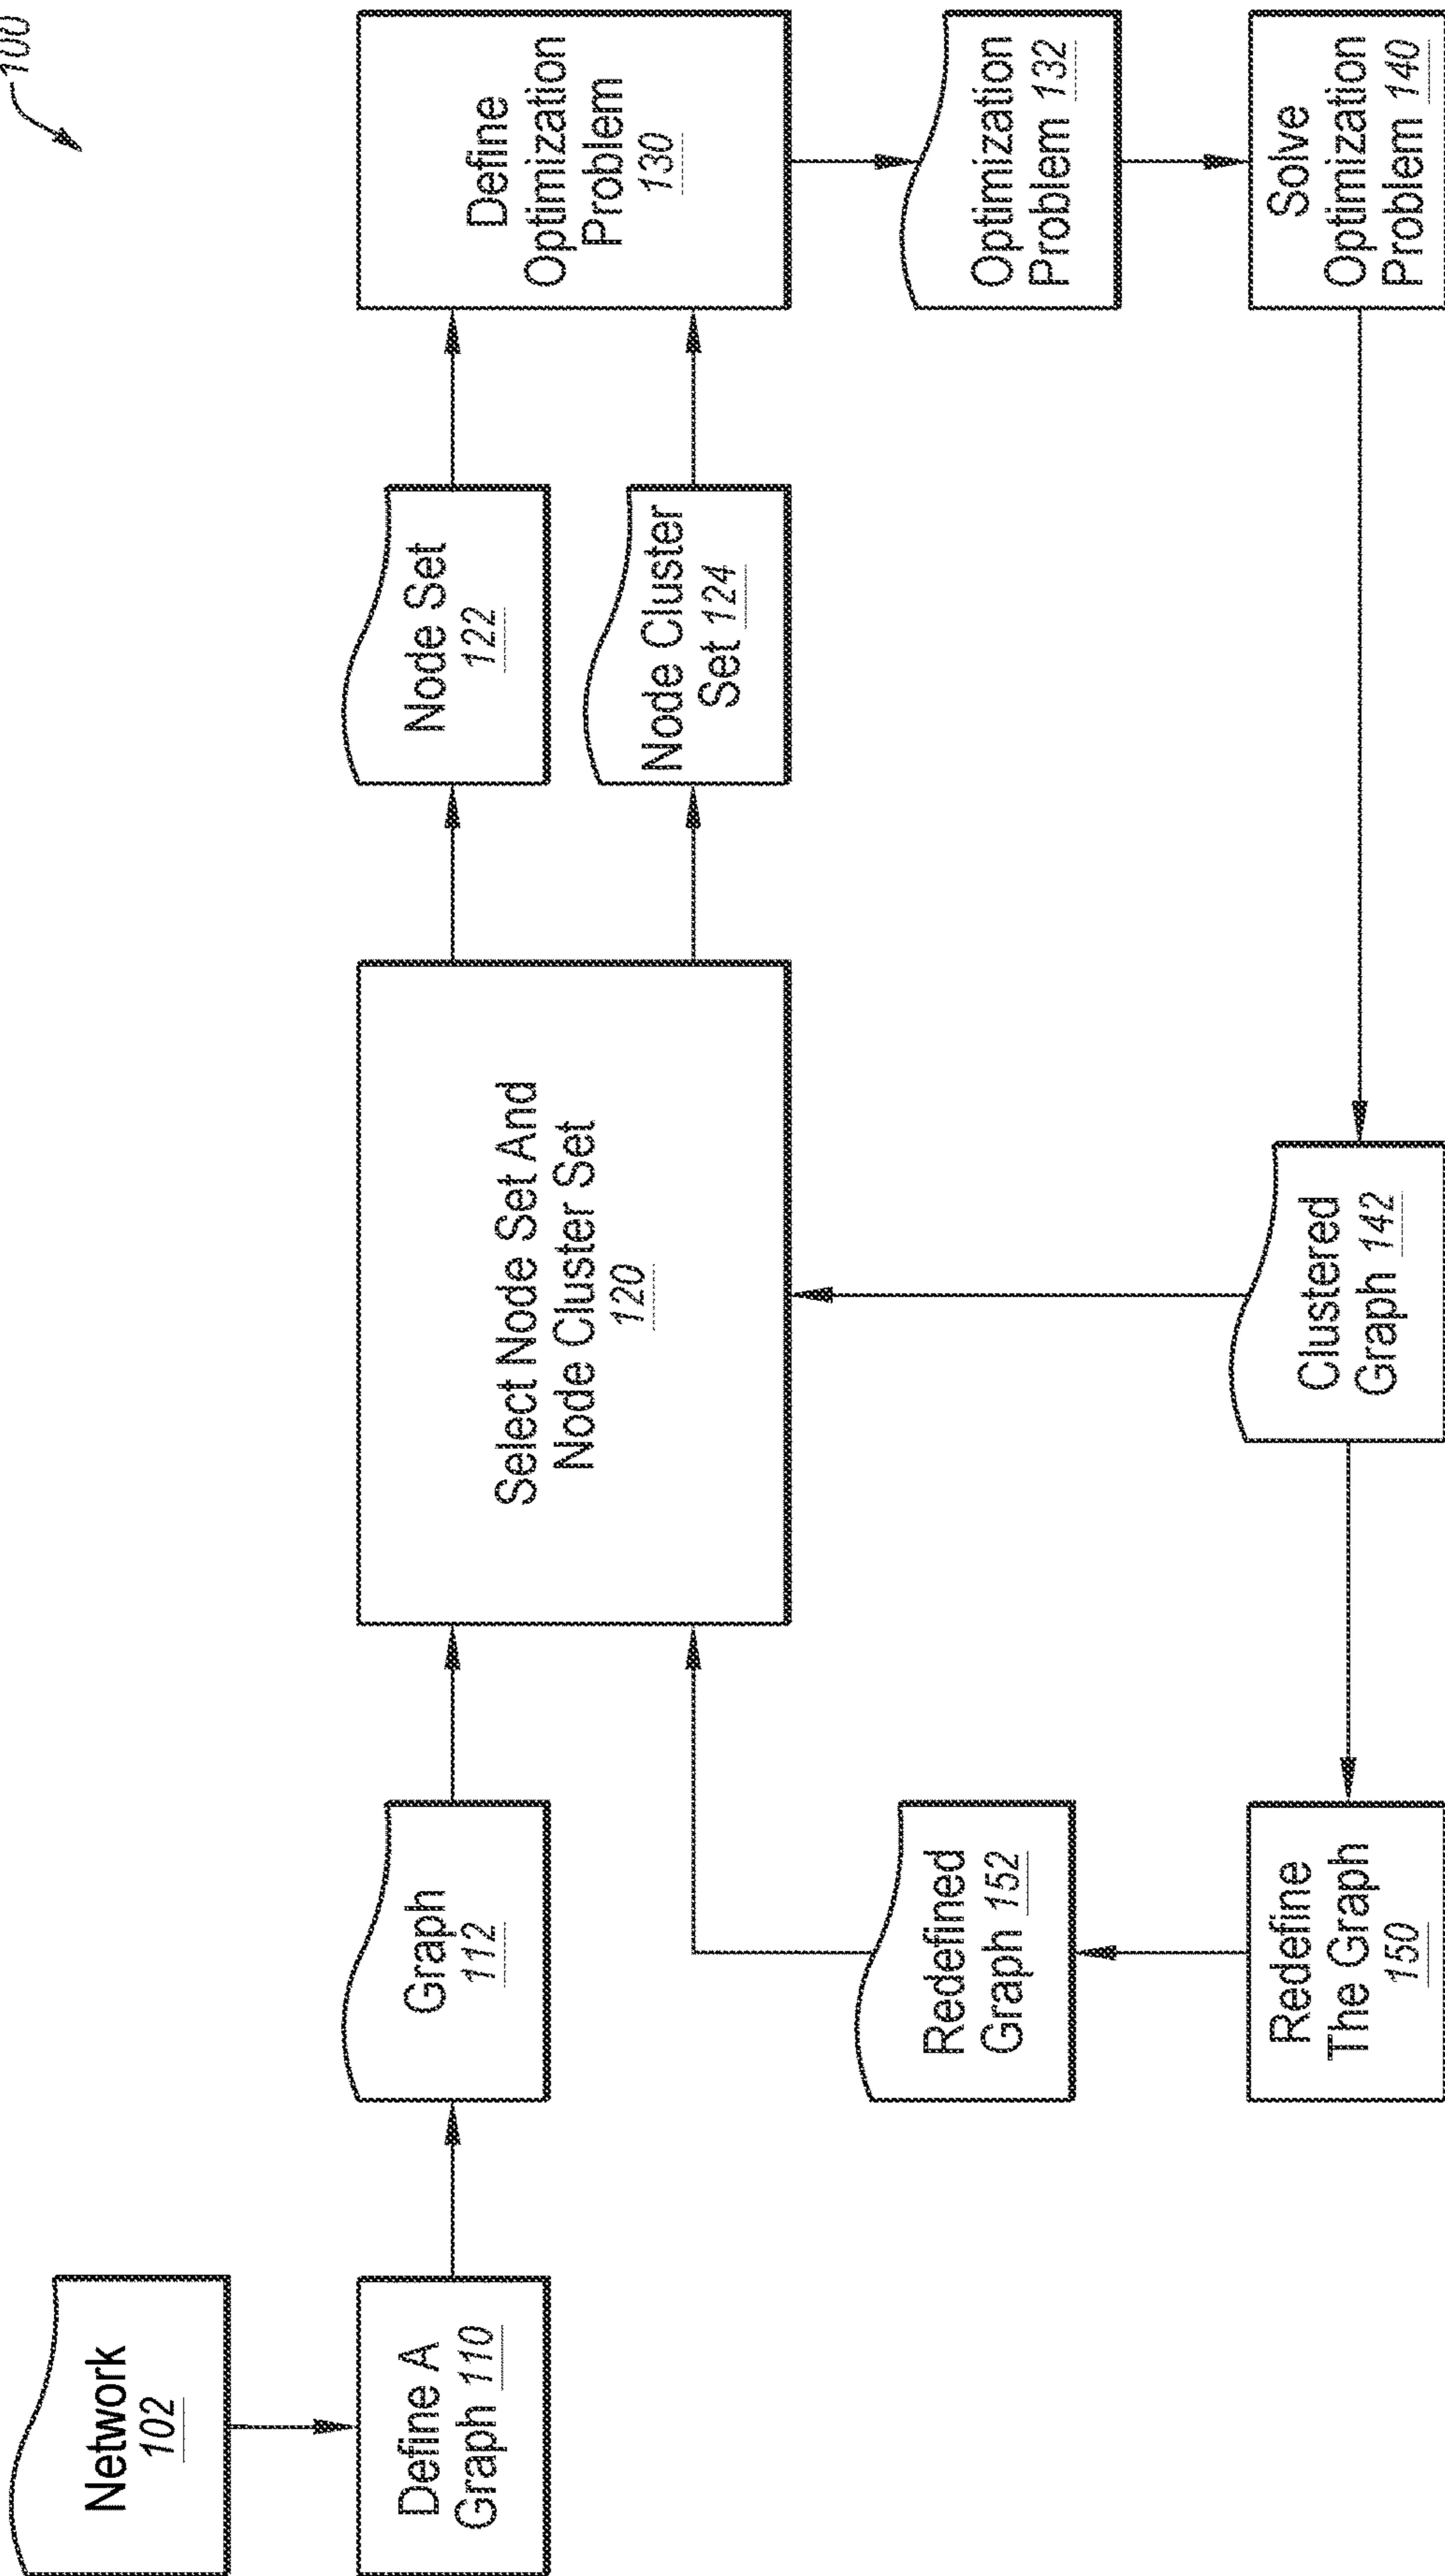 100
Network
102
Define A
Graph 110
Graph
112
Select Node Set And
Node Cluster Set
120
Node Set
122
Node Cluster
Set 124
Define
Optimization
Problem
130
Optimization
Problem 132
Solve
Optimization
Problem 140
Clustered
Graph 142
Redefine
The Graph
150
Redefined
Graph 152